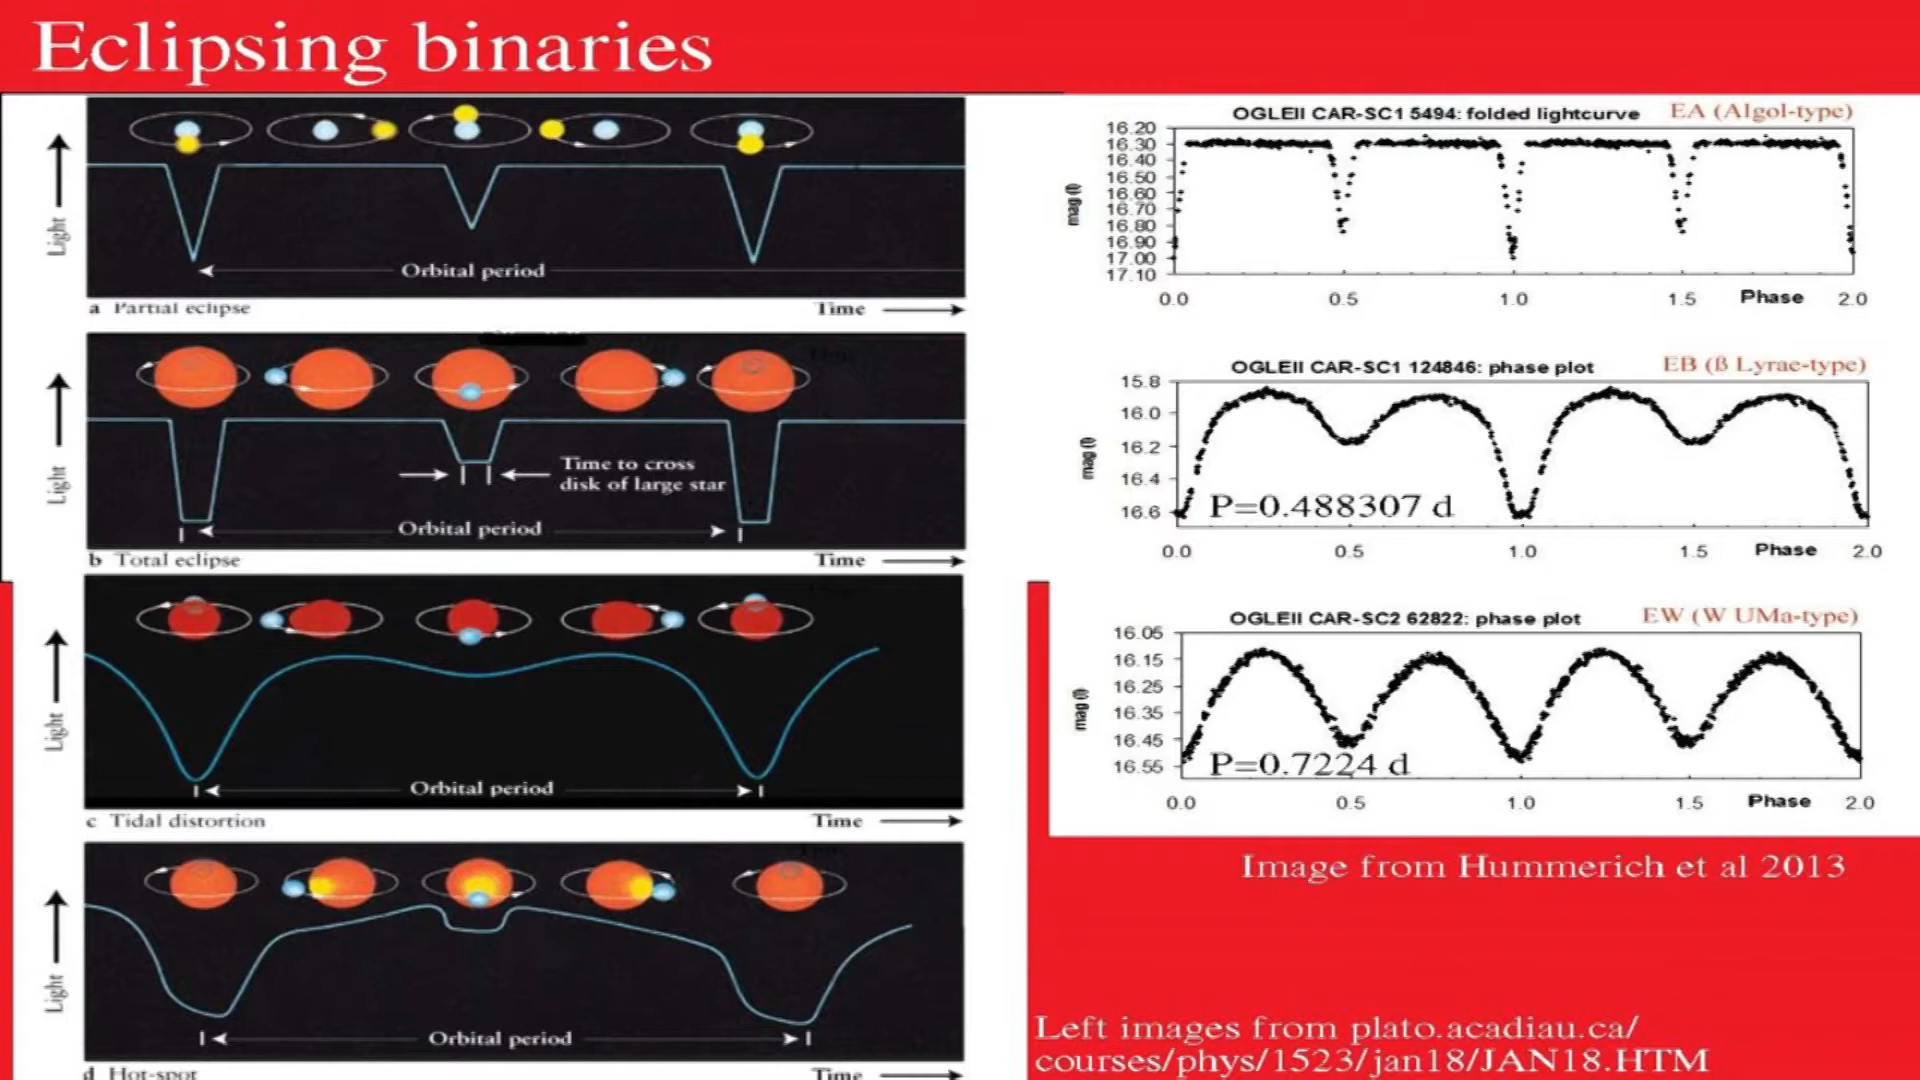 Eclipsing binaries
Light
Orbital period
a Partial eclipse
Time
Light
Time to cross
disk of large star
Orbital period
b Total eclipse
Time
Light
Orbital period
c Tidal distortion
Time
Light
Orbital period
d Hot-spot
Time
OGLEII CAR-SC1 5494: folded lightcurve EA (Algol-type)
mag (I)
16.20
16.30
16.40
16.50
16.60
16.70
16.80
16.90
17.00
17.10
0.0 0.5 1.0 1.5 Phase 2.0
OGLEII CAR-SC1 124846: phase plot EB (ß Lyrae-type)
mag (I)
15.8
16.0
16.2
16.4
16.6
P=0.488307 d
0.0 0.5 1.0 1.5 Phase 2.0
OGLEII CAR-SC2 62822: phase plot EW (W UMa-type)
mag (I)
16.05
16.15
16.25
16.35
16.45
16.55
P=0.7224 d
0.0 0.5 1.0 1.5 Phase 2.0
Image from Hummerich et al 2013
Left images from plato.acadiau.ca/
courses/phys/1523/jan18/JAN18.HTM